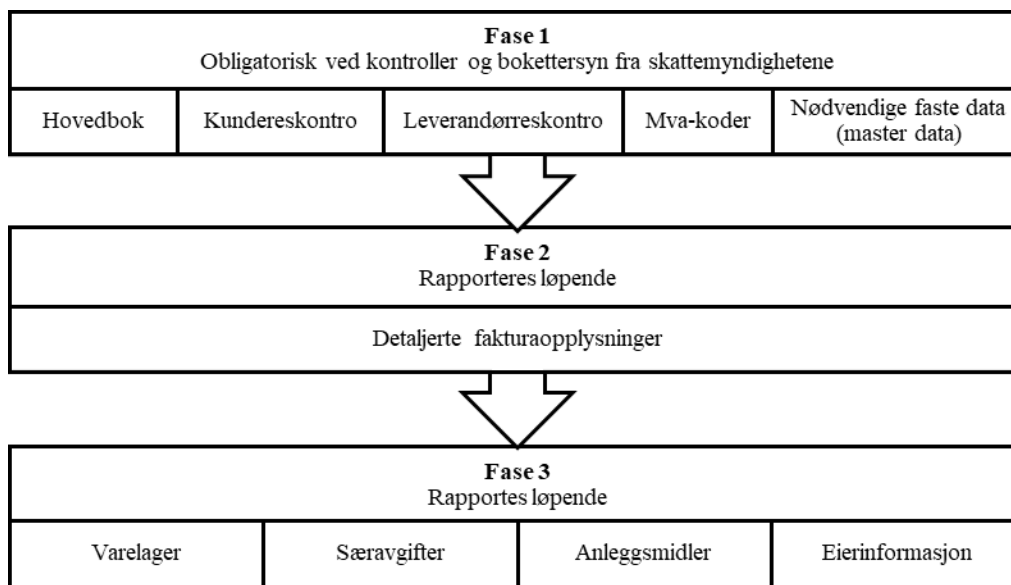 Fase 1
Obligatorisk ved kontroller og bokettersyn fra skattemyndighetene
Hovedbok
Kundereskontro
Leverandørreskontro
Mva-koder
Nødvendige faste data
(master data)
Fase 2
Rapporteres løpende
Detaljerte fakturaopplysninger
Fase 3
Rapportes løpende
Varelager
Særavgifter
Anleggsmidler
Eierinformasjon